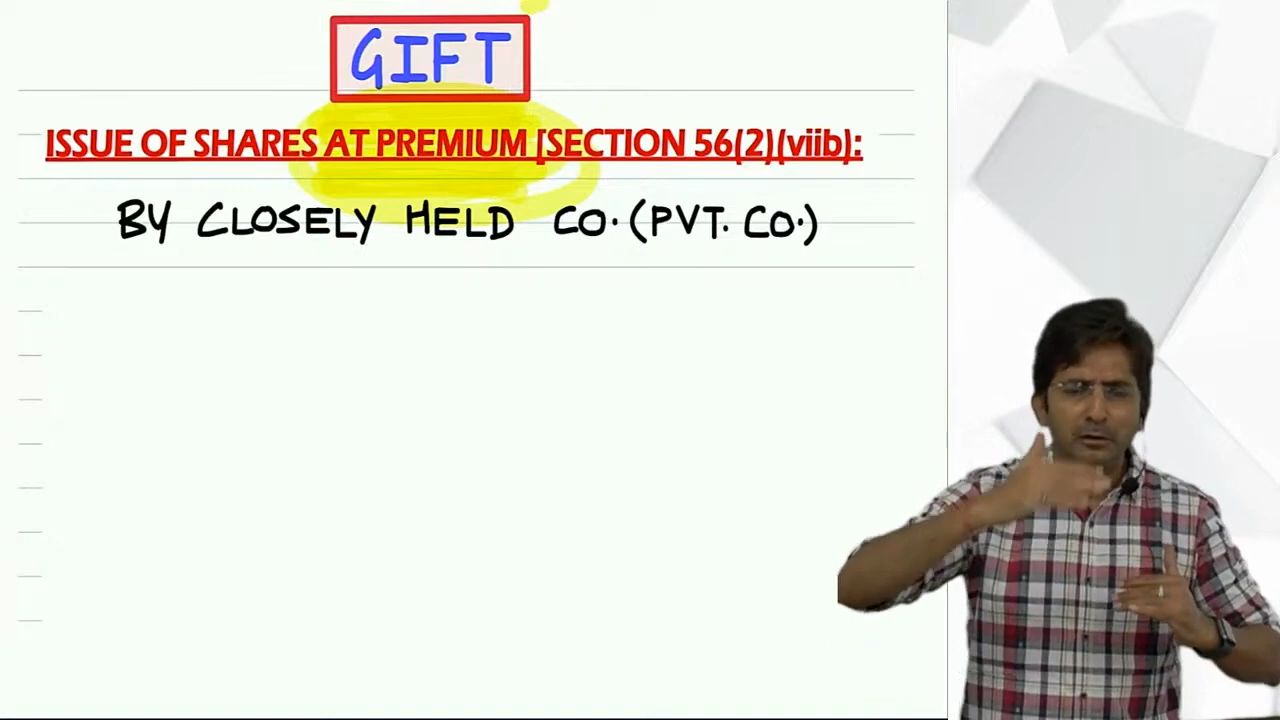 GIFT
ISSUE OF SHARES AT PREMIUM [SECTION 56(2)(viib):
BY CLOSELY HELD CO. (PVT. CO.)